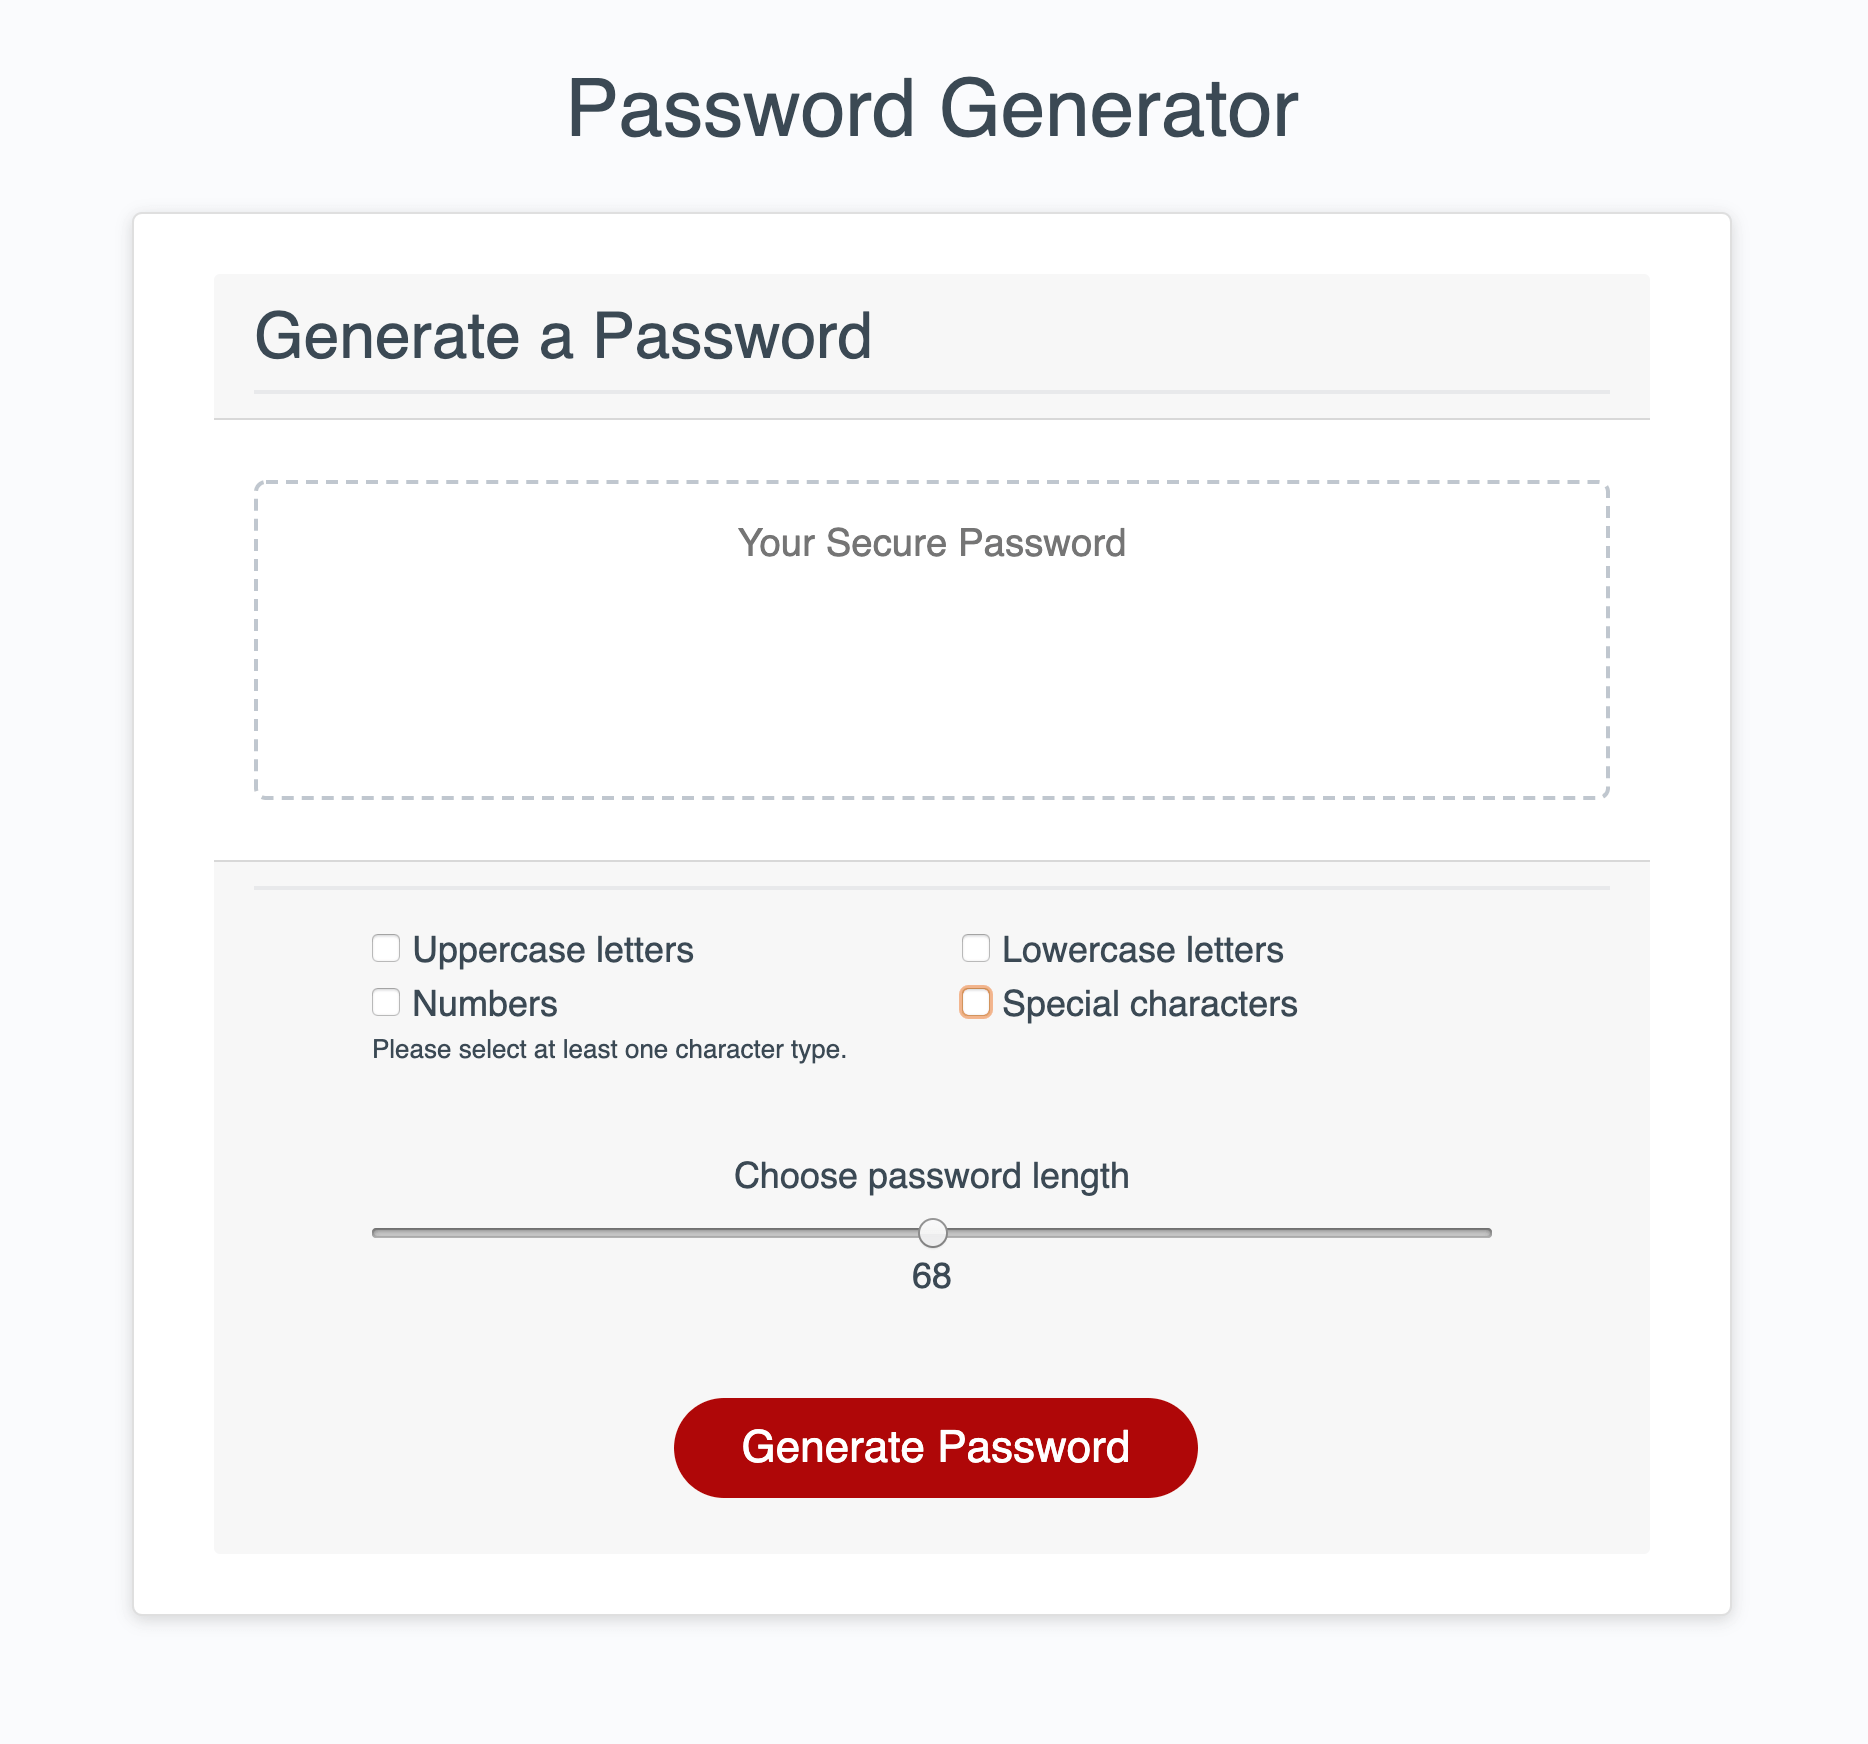 Password Generator
Generate a Password
Your Secure Password
Uppercase letters
Lowercase letters
Numbers
Special characters
Please select at least one character type.
Choose password length
68
Generate Password